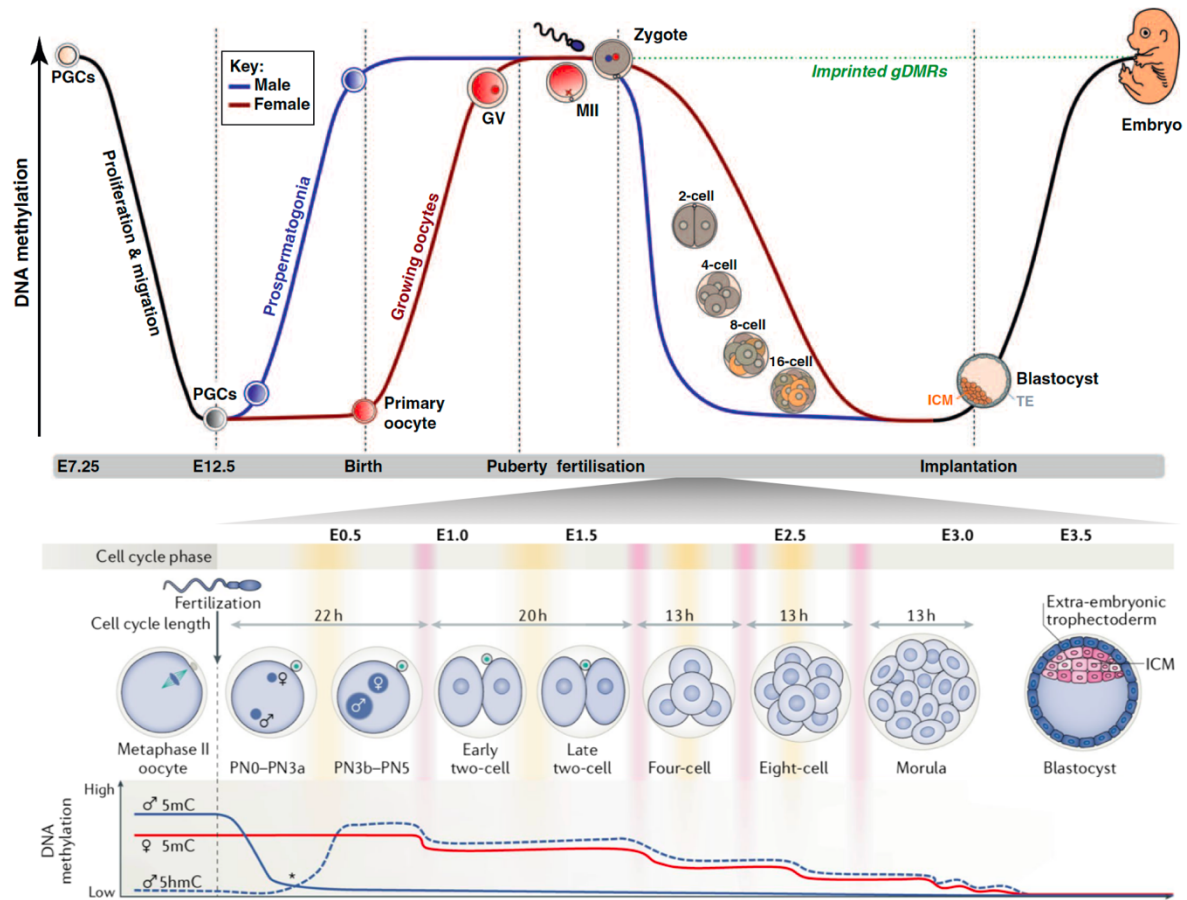 Zygote
Key:
Male
Female
PGCs
Imprinted gDMRs
GV
MII
Embryo
DNA methylation
Proliferation & migration
Prospermatogonia
Growing oocytes
2-cell
4-cell
8-cell
16-cell
PGCs
Primary
oocyte
Blastocyst
ICM
TE
E7.25 E12.5 Birth Puberty fertilisation Implantation
E0.5 E1.0 E1.5 E2.5 E3.0 E3.5
Cell cycle phase
Fertilization
Cell cycle length 22 h 20 h 13 h 13 h 13 h
Extra-embryonic
trophectoderm
ICM
♀
♂
♀
♂
Metaphase II
oocyte
PN0–PN3a
PN3b–PN5
Early
two-cell
Late
two-cell
Four-cell
Eight-cell
Morula
Blastocyst
DNA
methylation
High
♂ 5mC
♀ 5mC
♂5hmC
*
Low